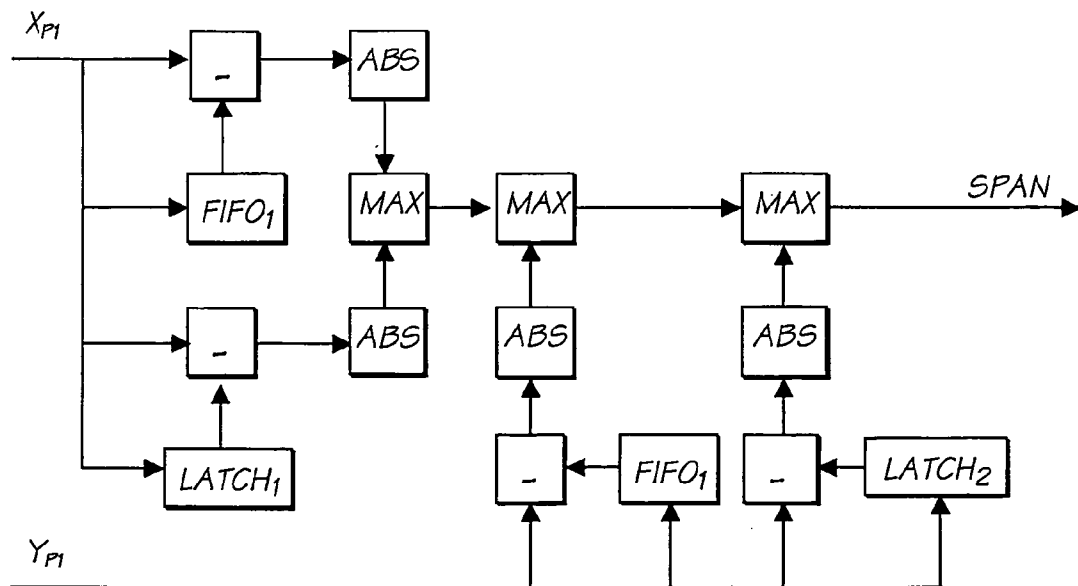 X_P1
-
ABS
FIFO_1
MAX
MAX
MAX
SPAN
-
ABS
ABS
ABS
LATCH_1
-
FIFO_1
-
LATCH_2
Y_P1